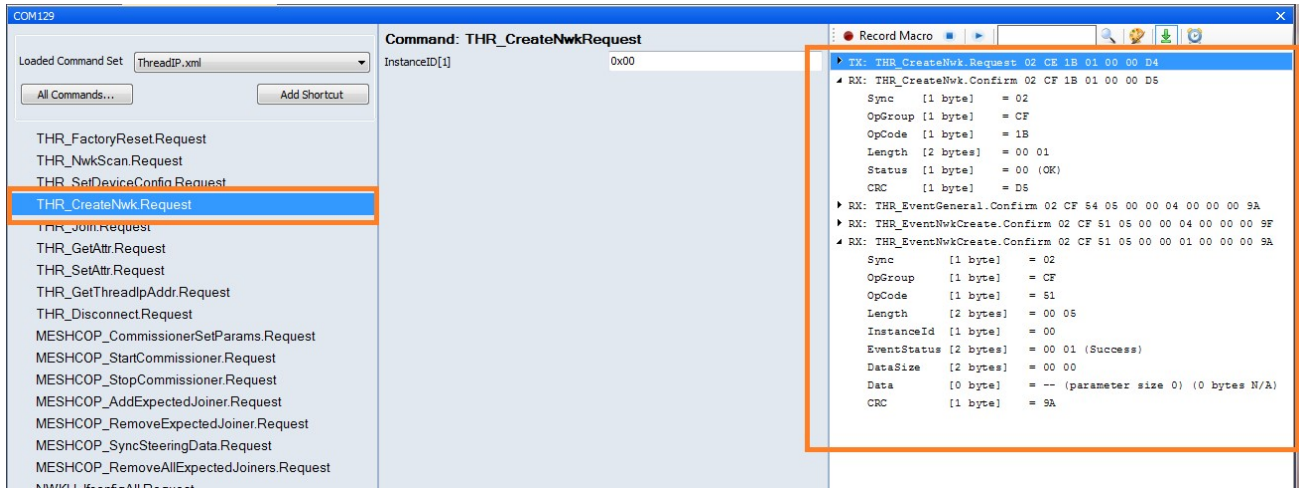 COM129
Loaded Command Set ThreadIP.xml
All Commands... Add Shortcut
THR_FactoryReset.Request
THR_NwkScan.Request
THR_SetDeviceConfig.Request
THR_CreateNwk.Request
THR_Join.Request
THR_GetAttr.Request
THR_SetAttr.Request
THR_GetThreadIpAddr.Request
THR_Disconnect.Request
MESHCOP_CommissionerSetParams.Request
MESHCOP_StartCommissioner.Request
MESHCOP_StopCommissioner.Request
MESHCOP_AddExpectedJoiner.Request
MESHCOP_RemoveExpectedJoiner.Request
MESHCOP_SyncSteeringData.Request
MESHCOP_RemoveAllExpectedJoiners.Request
Command: THR_CreateNwkRequest
InstanceID[1] 0x00
Record Macro
TX: THR_CreateNwk.Request 02 CE 1B 01 00 00 D4
RX: THR_CreateNwk.Confirm 02 CF 1B 01 00 00 D5
Sync [1 byte] = 02
OpGroup [1 byte] = CF
OpCode [1 byte] = 1B
Length [2 bytes] = 00 01
Status [1 byte] = 00 (OK)
CRC [1 byte] = D5
RX: THR_EventGeneral.Confirm 02 CF 54 05 00 00 04 00 00 00 9A
RX: THR_EventNwkCreate.Confirm 02 CF 51 05 00 00 04 00 00 00 9F
RX: THR_EventNwkCreate.Confirm 02 CF 51 05 00 00 01 00 00 00 9A
Sync [1 byte] = 02
OpGroup [1 byte] = CF
OpCode [1 byte] = 51
Length [2 bytes] = 00 05
InstanceId [1 byte] = 00
EventStatus [2 bytes] = 00 01 (Success)
DataSize [2 bytes] = 00 00
Data [0 byte] = -- (parameter size 0) (0 bytes N/A)
CRC [1 byte] = 9A